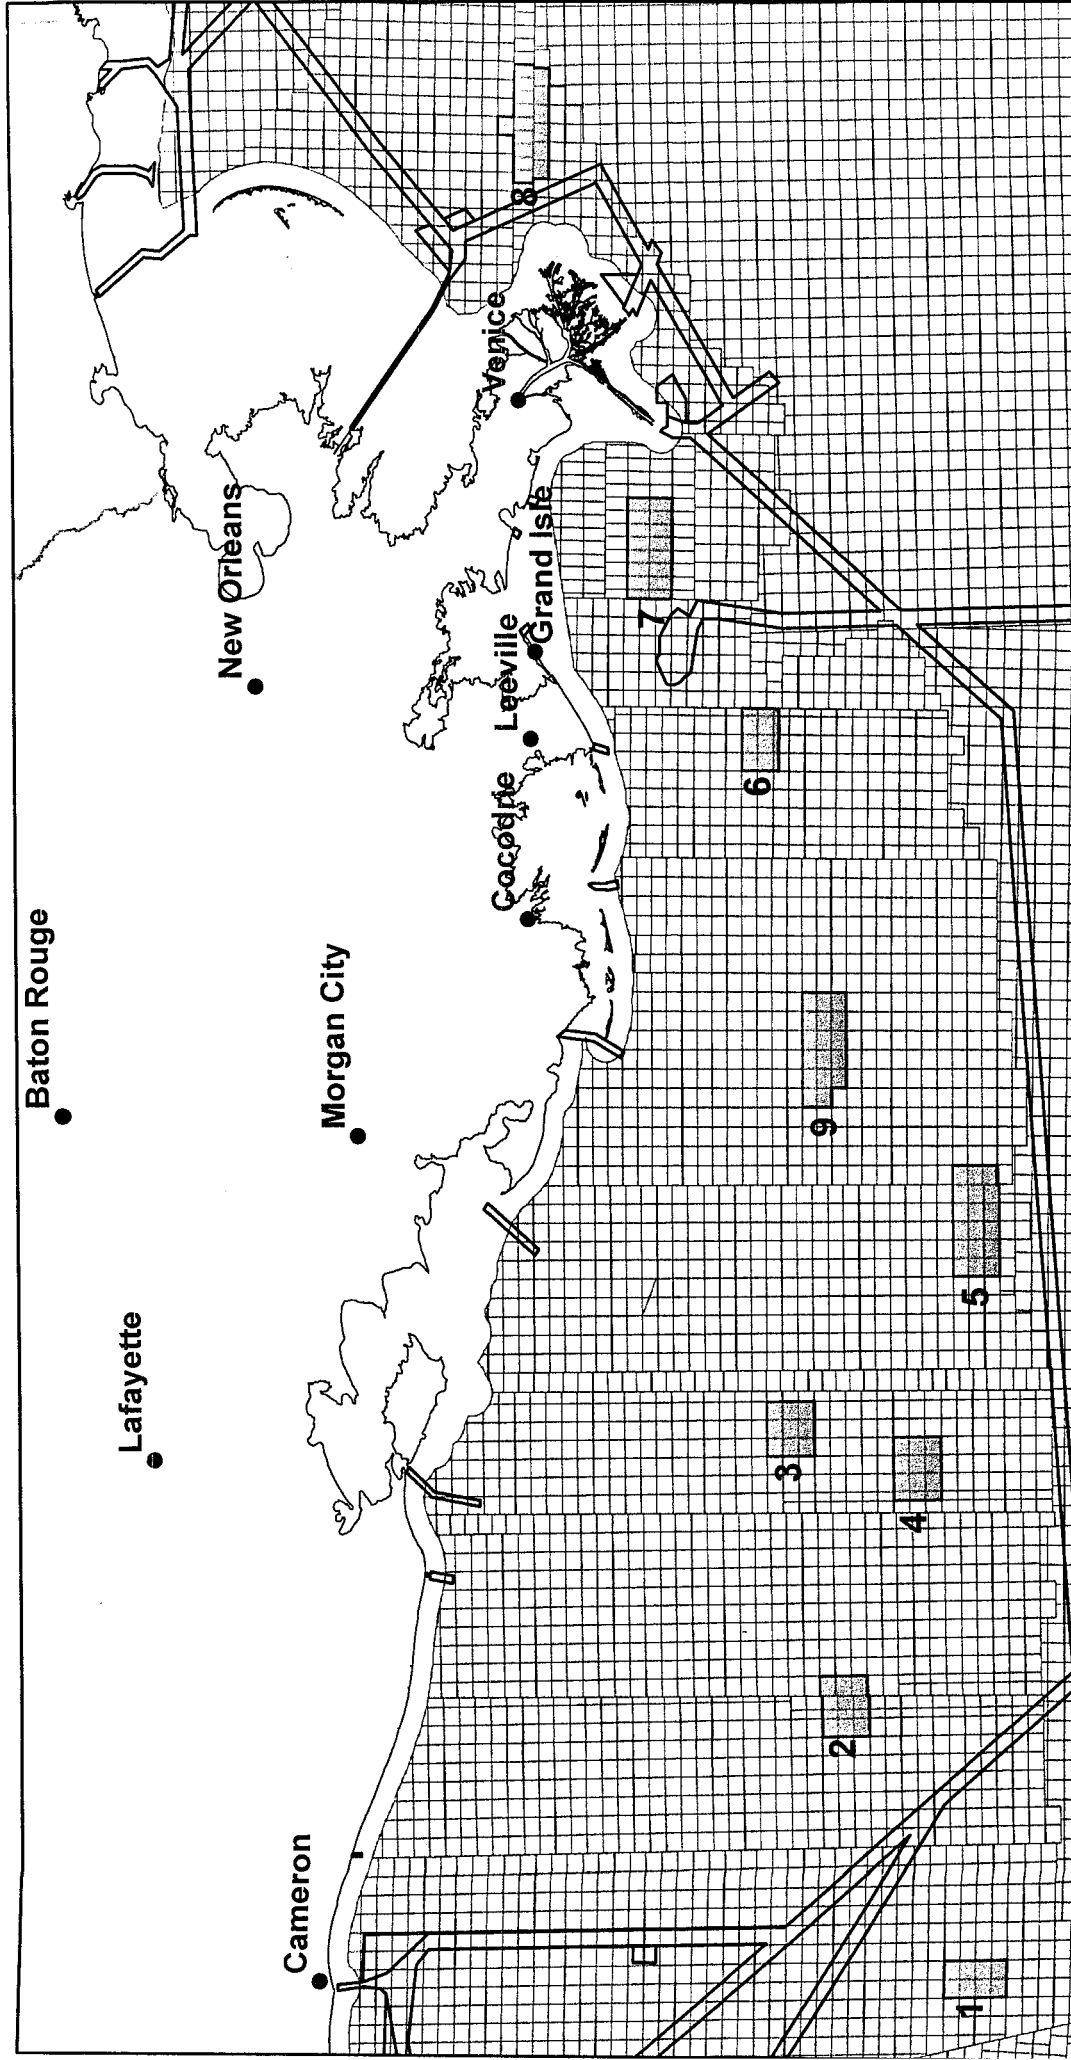 Baton Rouge
Lafayette
New Orleans
Morgan City
Cameron
Venice
Grand Isle
Leeville
Cocodrie
8
7
6
9
5
3
4
2
1